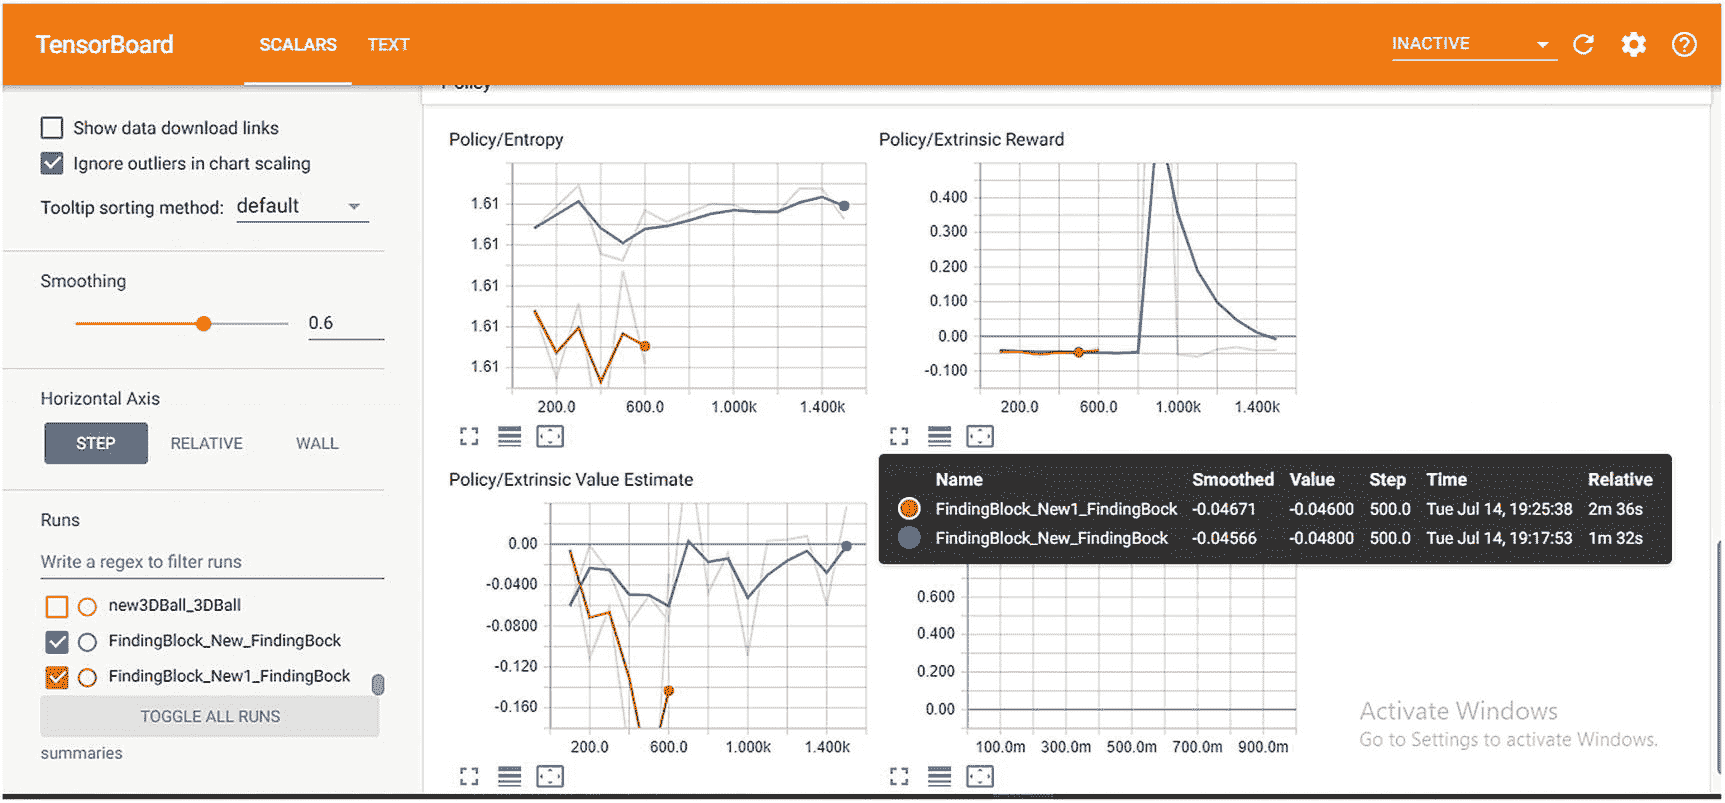 TensorBoard SCALARS TEXT INACTIVE
Policy
Show data download links
Ignore outliers in chart scaling
Tooltip sorting method: default
Smoothing
0.6
Horizontal Axis
STEP RELATIVE WALL
Runs
Write a regex to filter runs
new3DBall_3DBall
FindingBlock_New_FindingBock
FindingBlock_New1_FindingBock
TOGGLE ALL RUNS
summaries
Policy/Entropy
1.61
1.61
1.61
1.61
1.61
200.0 600.0 1.000k 1.400k
Policy/Extrinsic Reward
0.400
0.300
0.200
0.100
0.00
-0.100
200.0 600.0 1.000k 1.400k
Policy/Extrinsic Value Estimate
0.00
-0.0400
-0.0800
-0.120
-0.160
200.0 600.0 1.000k 1.400k
Name Smoothed Value Step Time Relative
FindingBlock_New1_FindingBock -0.04671 -0.04600 500.0 Tue Jul 14, 19:25:38 2m 36s
FindingBlock_New_FindingBock -0.04566 -0.04800 500.0 Tue Jul 14, 19:17:53 1m 32s
0.600
0.400
0.200
0.00
100.0m 300.0m 500.0m 700.0m 900.0m
Activate Windows
Go to Settings to activate Windows.